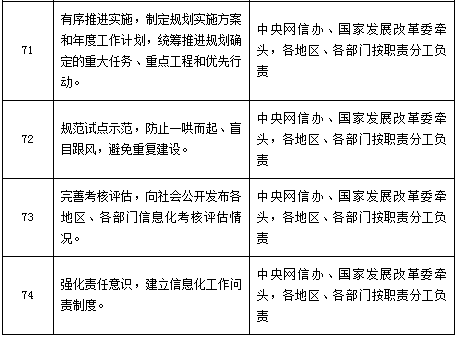 71
有序推进实施，制定规划实施方案
和年度工作计划，统筹推进规划确
定的重大任务、重点工程和优先行
动。
中央网信办、国家发展改革委牵
头，各地区、各部门按职责分工负
责
72
规范试点示范，防止一哄而起、盲
目跟风，避免重复建设。
中央网信办、国家发展改革委牵
头，各地区、各部门按职责分工负
责
73
完善考核评估，向社会公开发布各
地区、各部门信息化考核评估情
况。
中央网信办、国家发展改革委牵
头，各地区、各部门按职责分工负
责
74
强化责任意识，建立信息化工作问
责制度。
中央网信办、国家发展改革委牵
头，各地区、各部门按职责分工负
责